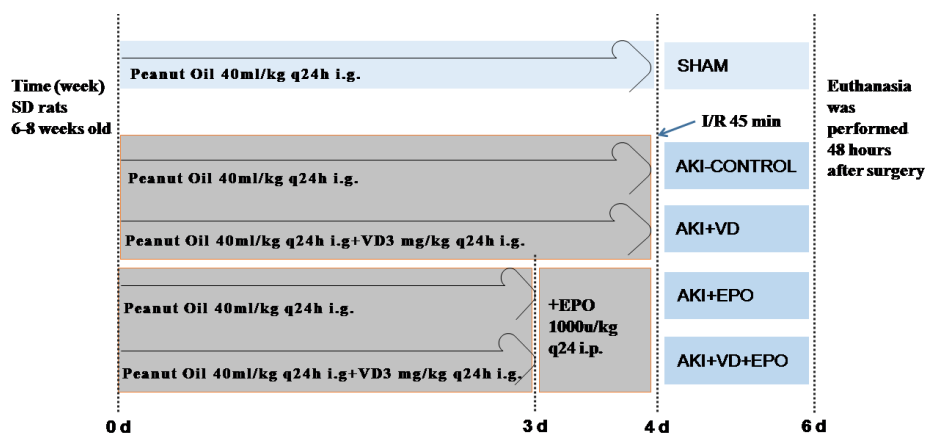 Time (week)
SD rats
6-8 weeks old
Peanut Oil 40ml/kg q24h i.g.
SHAM
I/R 45 min
Peanut Oil 40ml/kg q24h i.g.
AKI-CONTROL
Peanut Oil 40ml/kg q24h i.g+VD3 mg/kg q24h i.g.
AKI+VD
Peanut Oil 40ml/kg q24h i.g.
+EPO
1000u/kg
q24 i.p.
AKI+EPO
Peanut Oil 40ml/kg q24h i.g+VD3 mg/kg q24h i.g.
AKI+VD+EPO
Euthanasia
was
performed
48 hours
after surgery
0 d
3 d
4 d
6 d